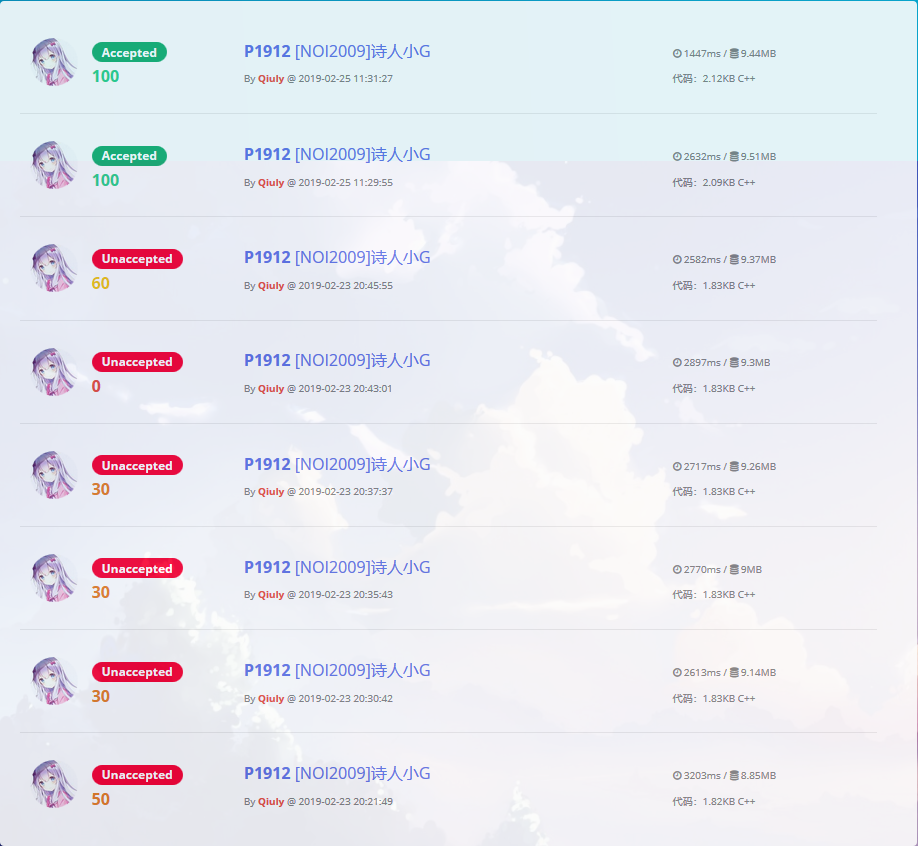 Accepted
100
P1912 [NOI2009]诗人小G
By Qiuly @ 2019-02-25 11:31:27
1447ms / 9.44MB
代码：2.12KB C++
Accepted
100
P1912 [NOI2009]诗人小G
By Qiuly @ 2019-02-25 11:29:55
2632ms / 9.51MB
代码：2.09KB C++
Unaccepted
60
P1912 [NOI2009]诗人小G
By Qiuly @ 2019-02-23 20:45:55
2582ms / 9.37MB
代码：1.83KB C++
Unaccepted
0
P1912 [NOI2009]诗人小G
By Qiuly @ 2019-02-23 20:43:01
2897ms / 9.3MB
代码：1.83KB C++
Unaccepted
30
P1912 [NOI2009]诗人小G
By Qiuly @ 2019-02-23 20:37:37
2717ms / 9.26MB
代码：1.83KB C++
Unaccepted
30
P1912 [NOI2009]诗人小G
By Qiuly @ 2019-02-23 20:35:43
2770ms / 9MB
代码：1.83KB C++
Unaccepted
30
P1912 [NOI2009]诗人小G
By Qiuly @ 2019-02-23 20:30:42
2613ms / 9.14MB
代码：1.83KB C++
Unaccepted
50
P1912 [NOI2009]诗人小G
By Qiuly @ 2019-02-23 20:21:49
3203ms / 8.85MB
代码：1.82KB C++